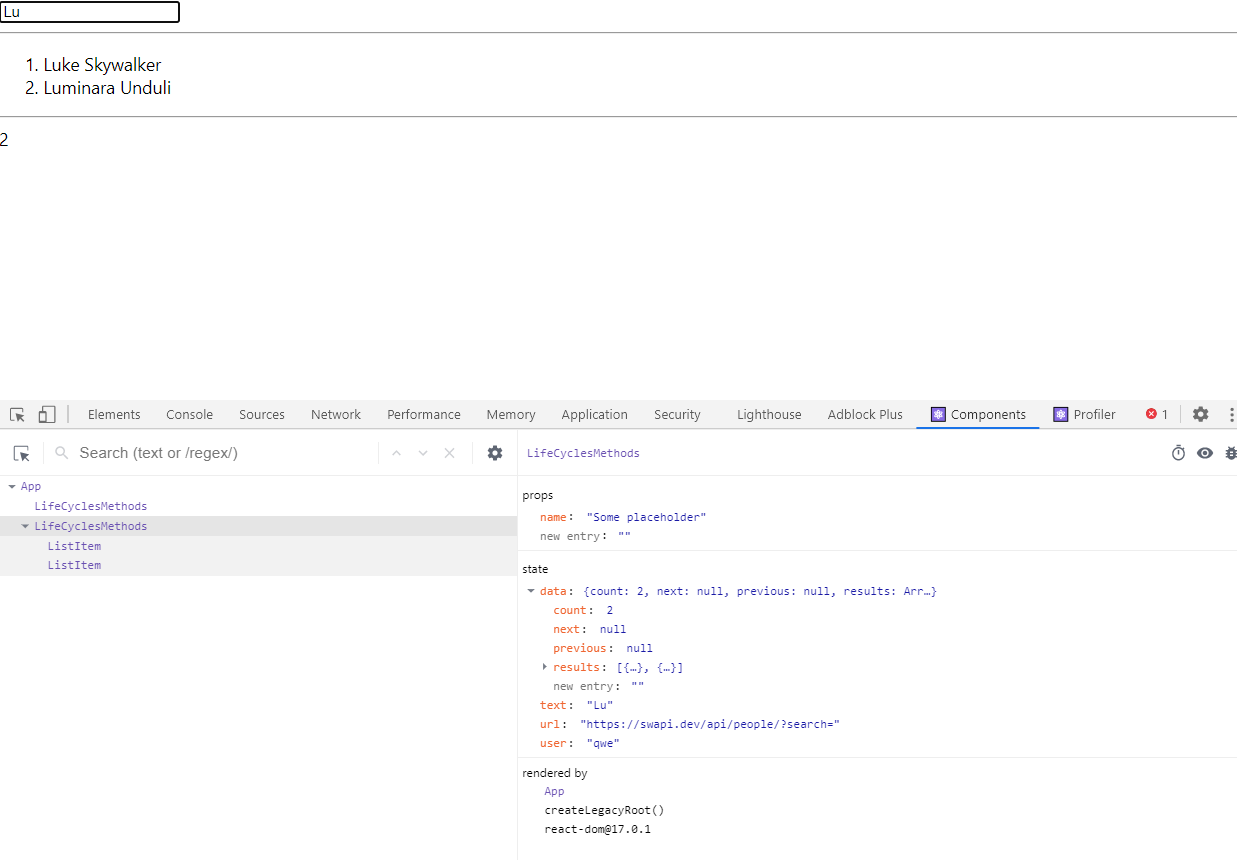 Lu
1. Luke Skywalker
2. Luminara Unduli
2
Elements Console Sources Network Performance Memory Application Security Lighthouse Adblock Plus Components Profiler 1
Search (text or /regex/)
LifeCyclesMethods
App
LifeCyclesMethods
LifeCyclesMethods
ListItem
ListItem
props
name: "Some placeholder"
new entry: ""
state
data: {count: 2, next: null, previous: null, results: Arr…}
count: 2
next: null
previous: null
results: [{…}, {…}]
new entry: ""
text: "Lu"
url: "https://swapi.dev/api/people/?search="
user: "qwe"
rendered by
App
createLegacyRoot()
react-dom@17.0.1